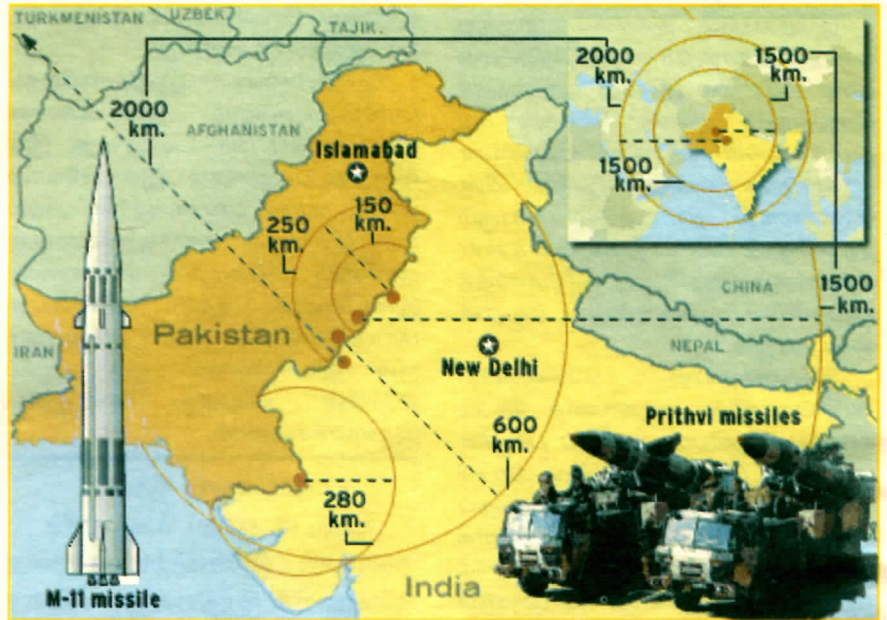 TURKMENISTAN
UZBEK.
TAJIK.
2000
km.
1500
km.
2000
km.
AFGHANISTAN
Islamabad
1500
km.
250
km.
150
km.
CHINA
1500
km.
Pakistan
IRAN
NEPAL
New Delhi
Prithvi missiles
600
km.
280
km.
India
M-11 missile